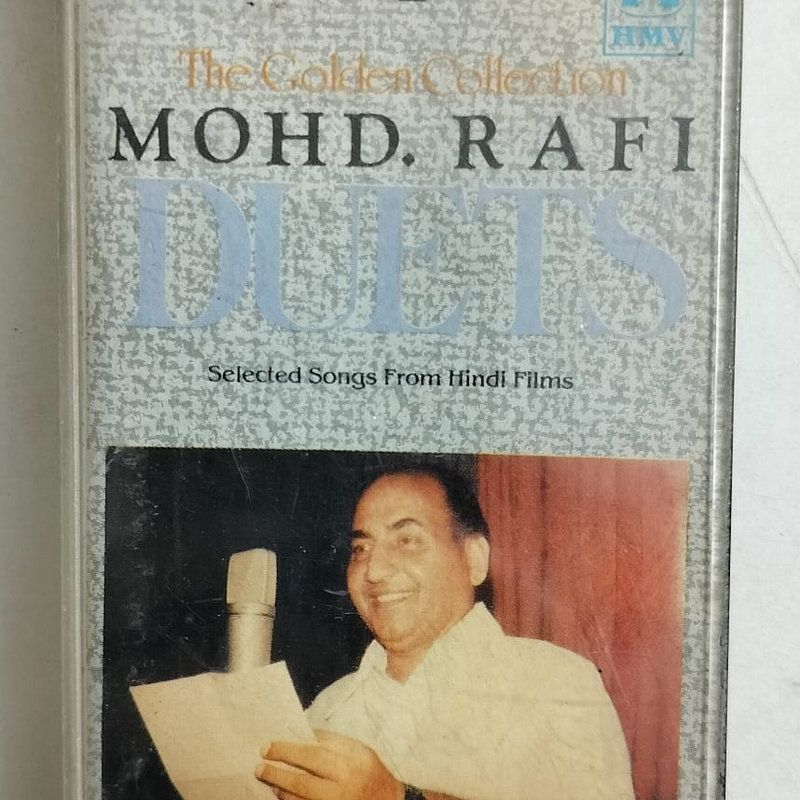 HMV
The Golden Collection
MOHD. RAFI
DUETS
Selected Songs From Hindi Films